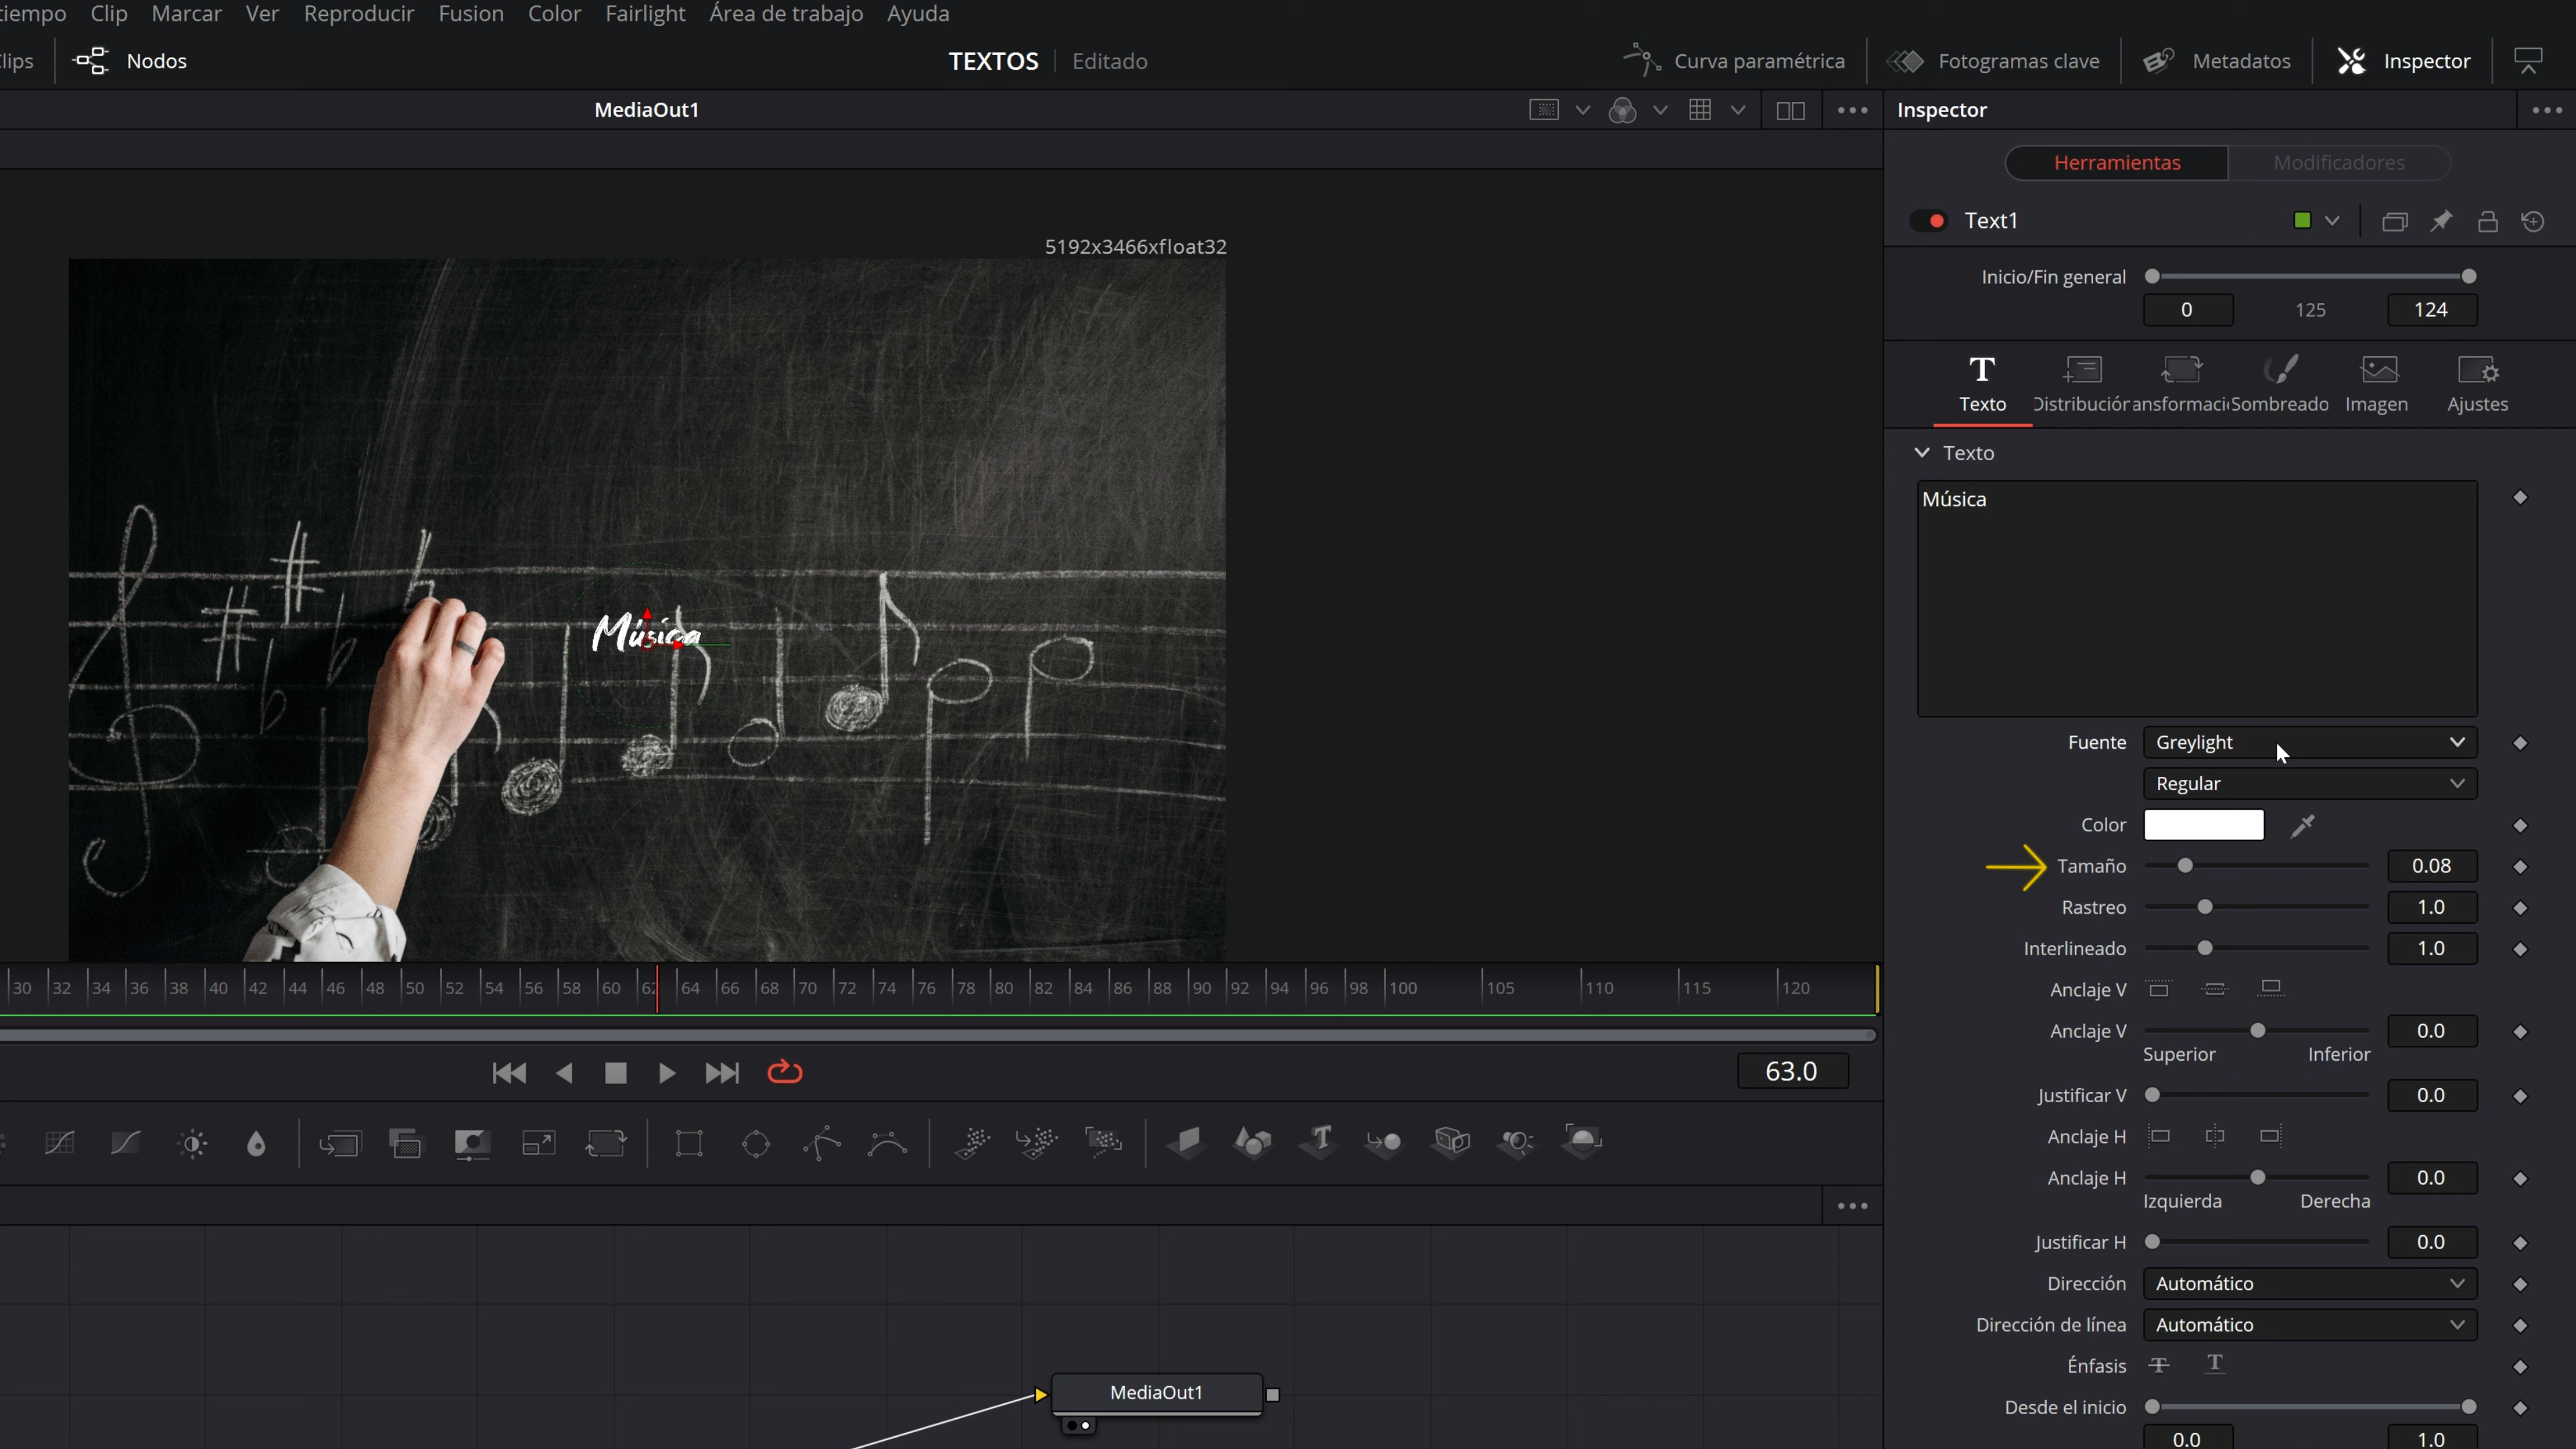 tiempo Clip Marcar Ver Reproducir Fusion Color Fairlight Área de trabajo Ayuda
lips Nodos TEXTOS Editado Curva paramétrica Fotogramas clave Metadatos Inspector
MediaOut1 Inspector
Herramientas Modificadores
Text1
5192x3466xfloat32
Inicio/Fin general
0 125 124
Texto Distribución ansformaci Sombreado Imagen Ajustes
Texto
Música
Música
Fuente Greylight
Regular
Color
Tamaño 0.08
Rastreo 1.0
Interlineado 1.0
30 32 34 36 38 40 42 44 46 48 50 52 54 56 58 60 62 64 66 68 70 72 74 76 78 80 82 84 86 88 90 92 94 96 98 100 105 110 115 120
Anclaje V
Anclaje V 0.0
Superior Inferior
63.0
Justificar V 0.0
Anclaje H
Anclaje H 0.0
Izquierda Derecha
Justificar H 0.0
Dirección Automático
Dirección de línea Automático
Énfasis
MediaOut1
Desde el inicio
0.0 1.0